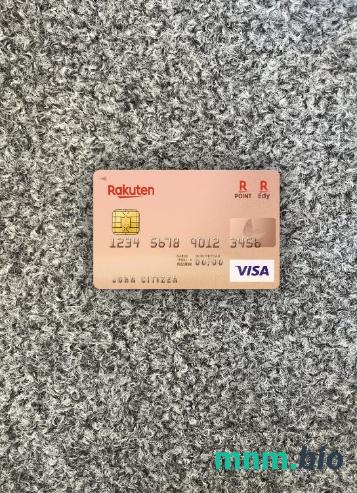 Rakuten
R R
POINT Edy
1234 5678 9012 3456
00/00
VISA
mnm.bio